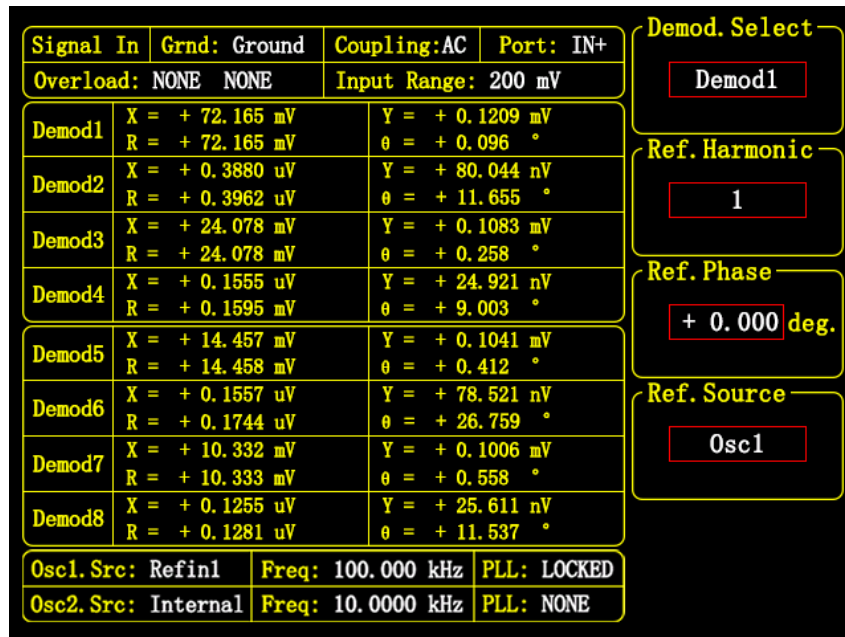 Signal In Grnd: Ground Coupling:AC Port: IN+
Overload: NONE NONE Input Range: 200 mV
Demod1
X = + 72.165 mV Y = + 0.1209 mV
R = + 72.165 mV θ = + 0.096 °
Demod2
X = + 0.3880 uV Y = + 80.044 nV
R = + 0.3962 uV θ = + 11.655 °
Demod3
X = + 24.078 mV Y = + 0.1083 mV
R = + 24.078 mV θ = + 0.258 °
Demod4
X = + 0.1555 uV Y = + 24.921 nV
R = + 0.1595 mV θ = + 9.003 °
Demod5
X = + 14.457 mV Y = + 0.1041 mV
R = + 14.458 mV θ = + 0.412 °
Demod6
X = + 0.1557 uV Y = + 78.521 nV
R = + 0.1744 uV θ = + 26.759 °
Demod7
X = + 10.332 mV Y = + 0.1006 mV
R = + 10.333 mV θ = + 0.558 °
Demod8
X = + 0.1255 uV Y = + 25.611 nV
R = + 0.1281 uV θ = + 11.537 °
Osc1.Src: Refin1 Freq: 100.000 kHz PLL: LOCKED
Osc2.Src: Internal Freq: 10.0000 kHz PLL: NONE
Demod.Select
Demod1
Ref.Harmonic
1
Ref.Phase
+ 0.000 deg.
Ref.Source
Osc1